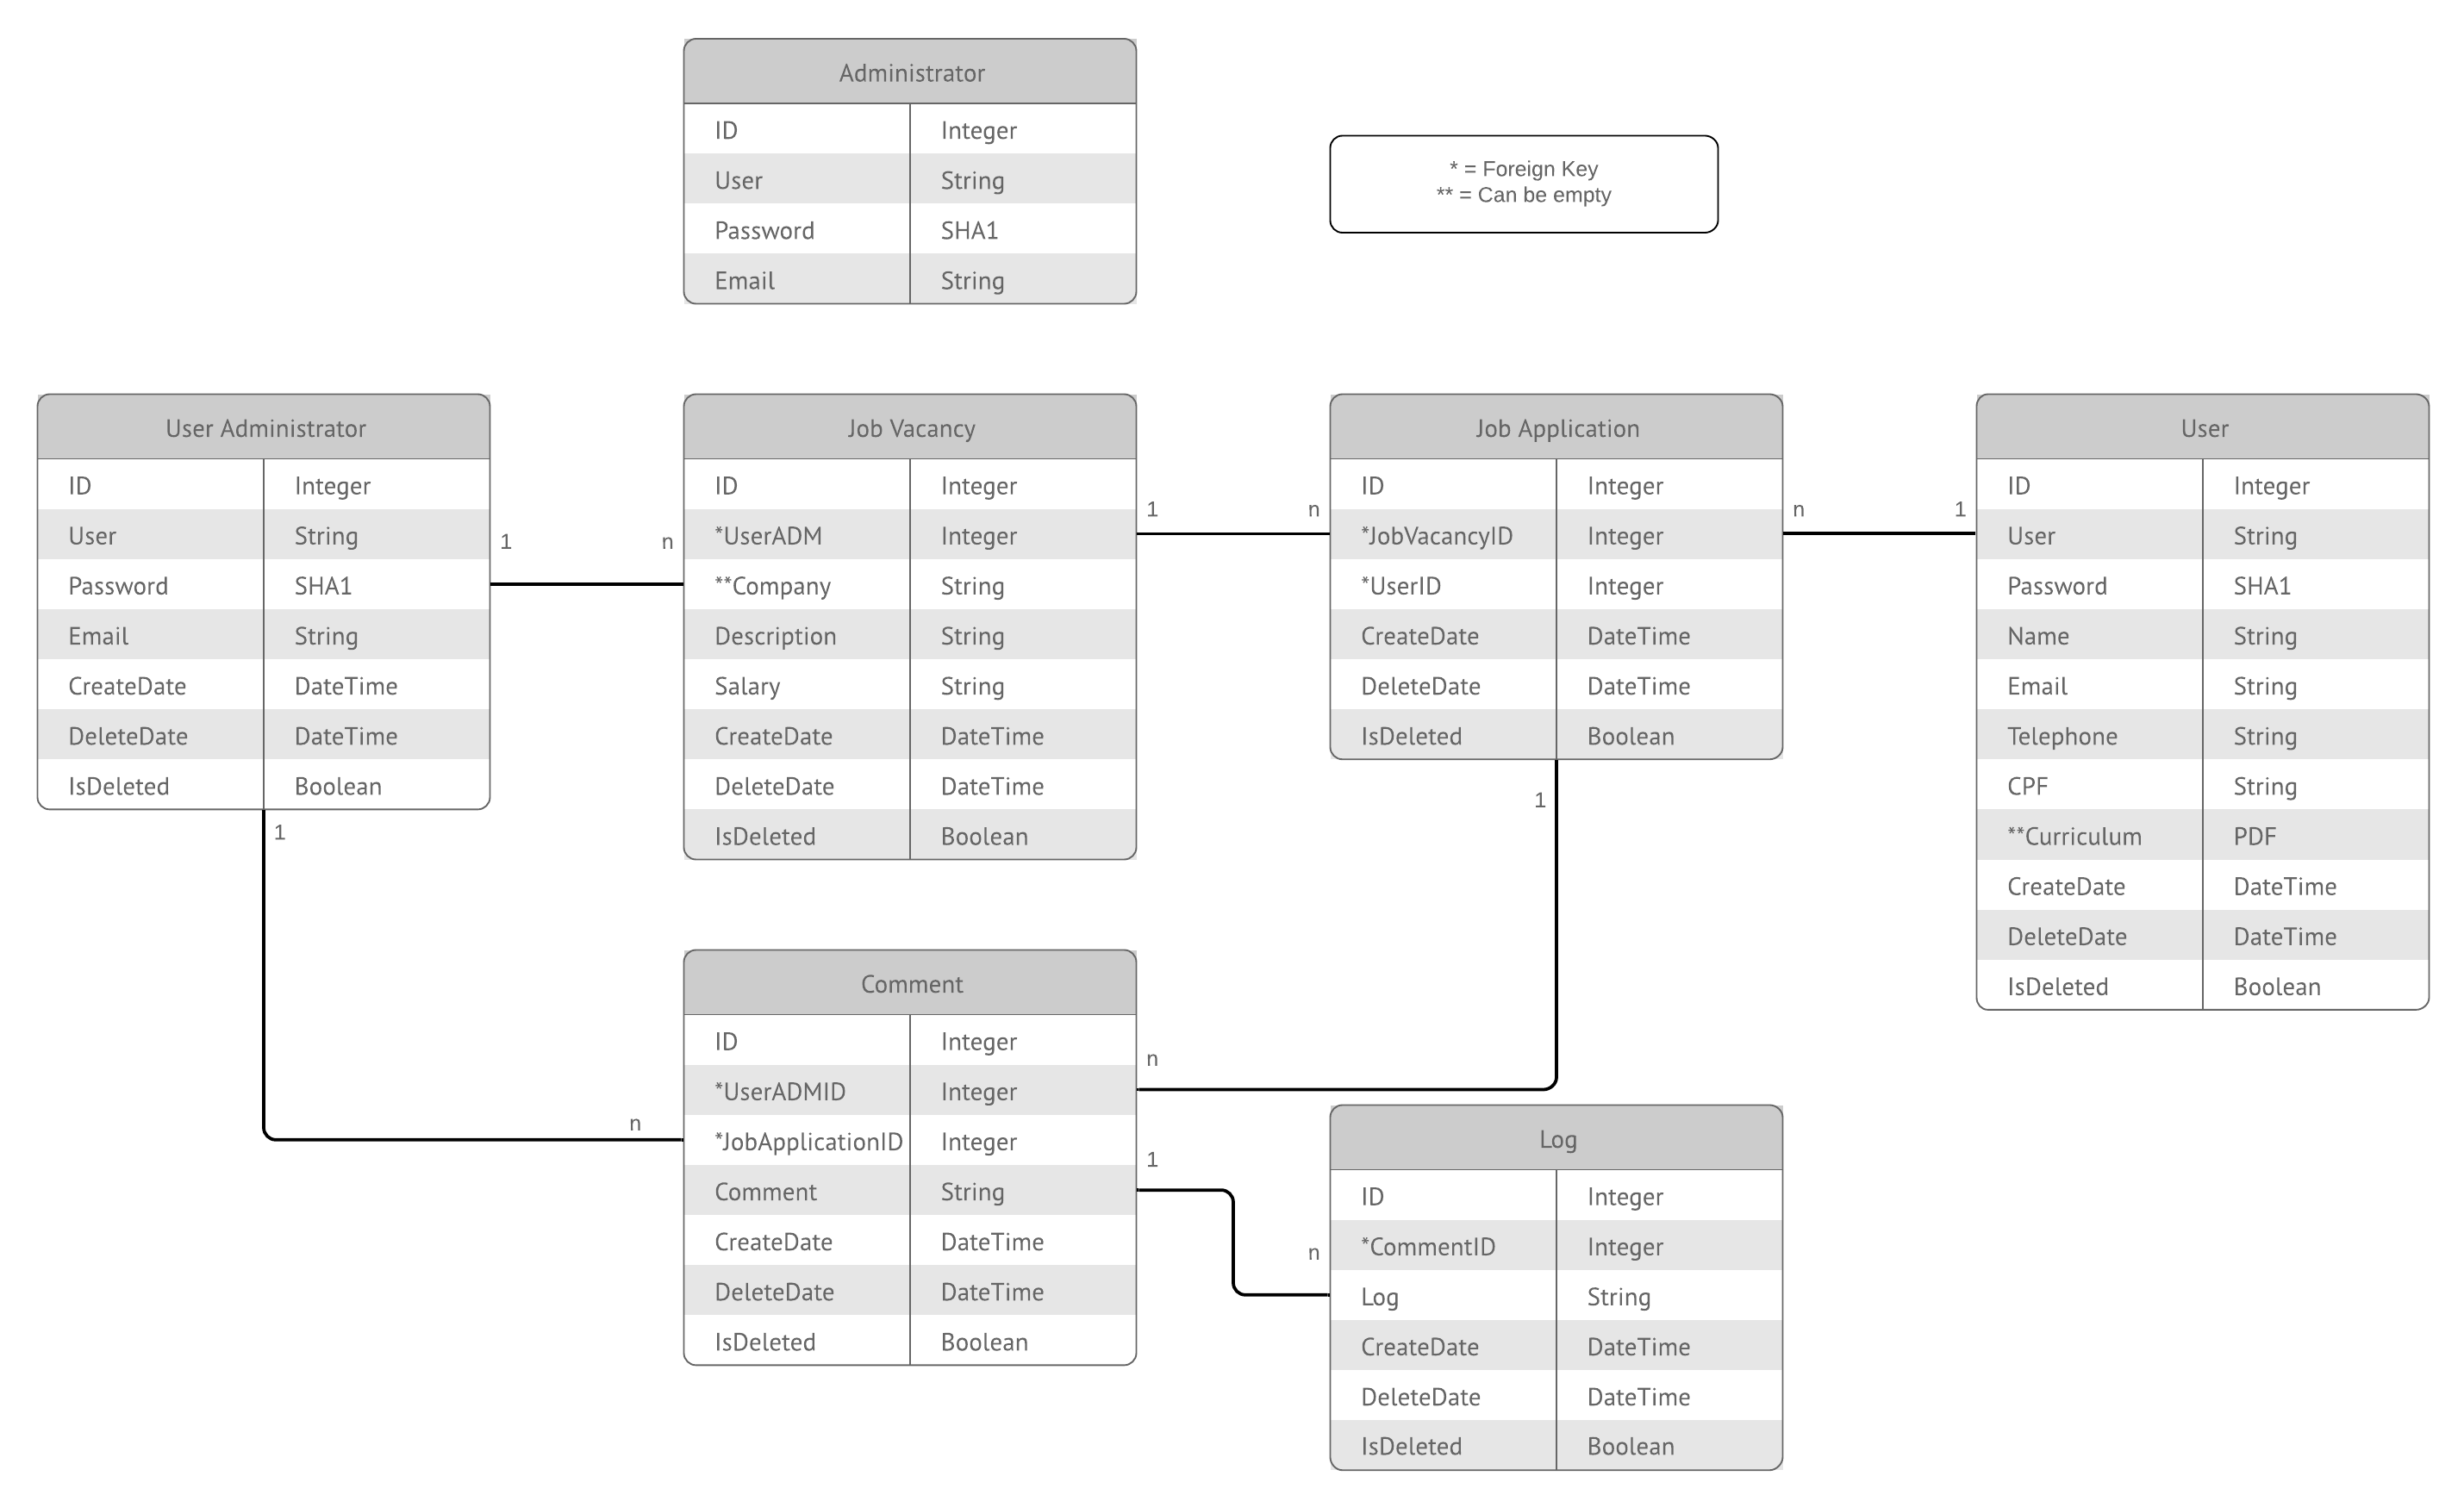 Administrator
ID Integer
User String
Password SHA1
Email String
* = Foreign Key
** = Can be empty
User Administrator
ID Integer
User String
Password SHA1
Email String
CreateDate DateTime
DeleteDate DateTime
IsDeleted Boolean
1
n
1
n
Job Vacancy
ID Integer
*UserADM Integer
**Company String
Description String
Salary String
CreateDate DateTime
DeleteDate DateTime
IsDeleted Boolean
1
n
Job Application
ID Integer
*JobVacancyID Integer
*UserID Integer
CreateDate DateTime
DeleteDate DateTime
IsDeleted Boolean
n
1
1
n
User
ID Integer
User String
Password SHA1
Name String
Email String
Telephone String
CPF String
**Curriculum PDF
CreateDate DateTime
DeleteDate DateTime
IsDeleted Boolean
Comment
ID Integer
*UserADMID Integer
*JobApplicationID Integer
Comment String
CreateDate DateTime
DeleteDate DateTime
IsDeleted Boolean
1
n
Log
ID Integer
*CommentID Integer
Log String
CreateDate DateTime
DeleteDate DateTime
IsDeleted Boolean